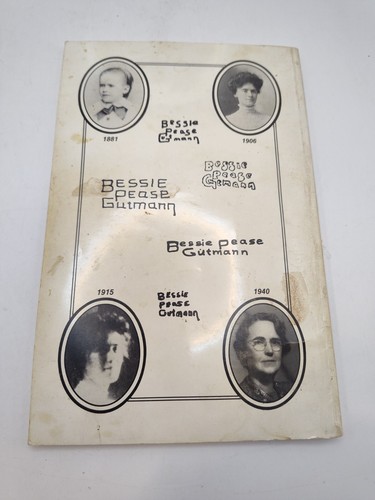 1881
1906
Bessie
Pease
Gutmann
Bessie
Pease
Gutmann
Bessie
Pease
Gutmann
Bessie Pease
Gutmann
1915
1940
Bessie
Pease
Gutmann